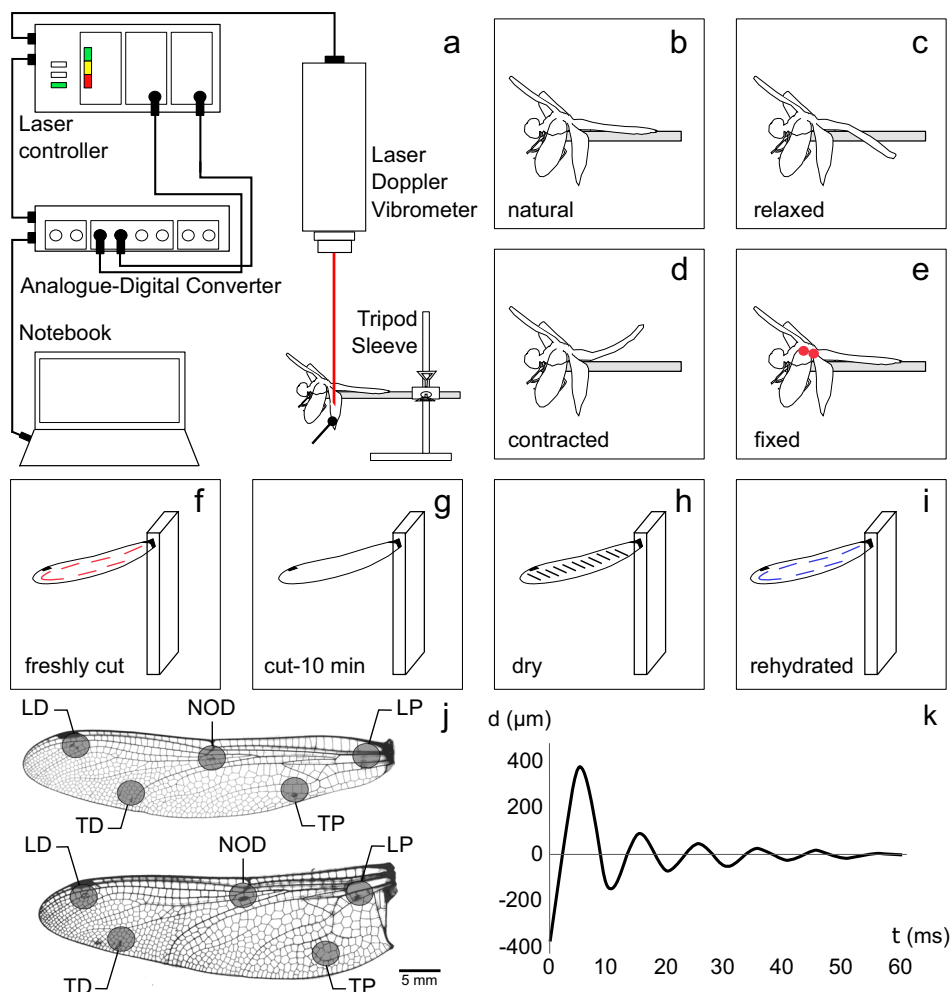 a
Laser
controller
Laser
Doppler
Vibrometer
Analogue-Digital Converter
Notebook
Tripod
Sleeve
b
natural
c
relaxed
d
contracted
e
fixed
f
freshly cut
g
cut-10 min
h
dry
i
rehydrated
j
LD
NOD
LP
TD
TP
LD
NOD
LP
TD
TP
5 mm
k
d (µm)
400
200
0
-200
-400
t (ms)
0 10 20 30 40 50 60